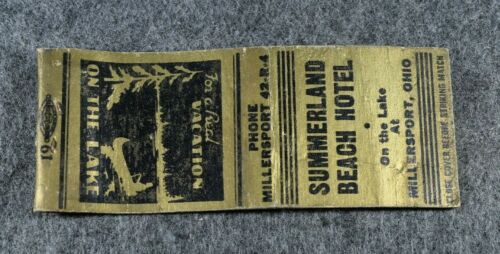 SUMMERLAND
BEACH HOTEL
On the Lake
At
MILLERSPORT, OHIO
CLOSE COVER BEFORE STRIKING MATCH
PHONE
MILLERSPORT 42-R-4
For a Real
VACATION
ON THE LAKE